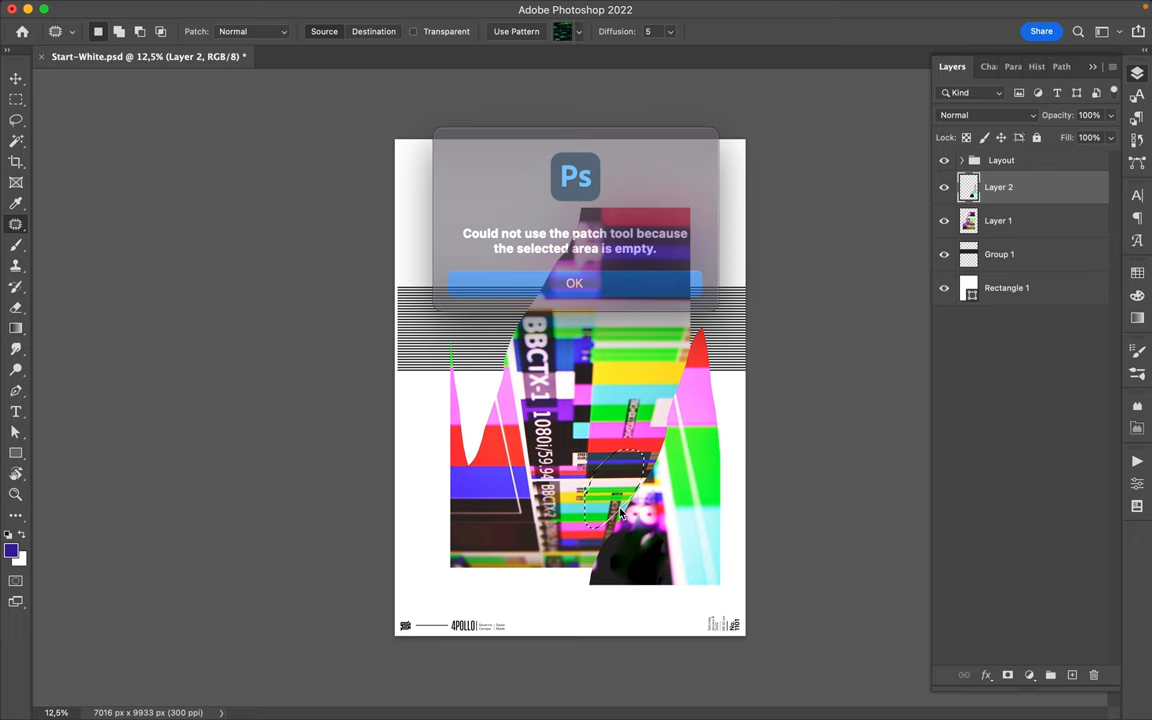 Adobe Photoshop 2022
Patch: Normal Source Destination Transparent Use Pattern Diffusion: 5 Share
Start-White.psd @ 12,5% (Layer 2, RGB/8) *
Layers Cha Para Hist Path
Kind
Normal Opacity: 100%
Lock: Fill: 100%
Layout
Layer 2
Layer 1
Group 1
Rectangle 1
Ps
Could not use the patch tool because
the selected area is empty.
OK
BBCTX-1 1080i/59.94
4POLLO
No. 1101
12,5% 7016 px x 9933 px (300 ppi)